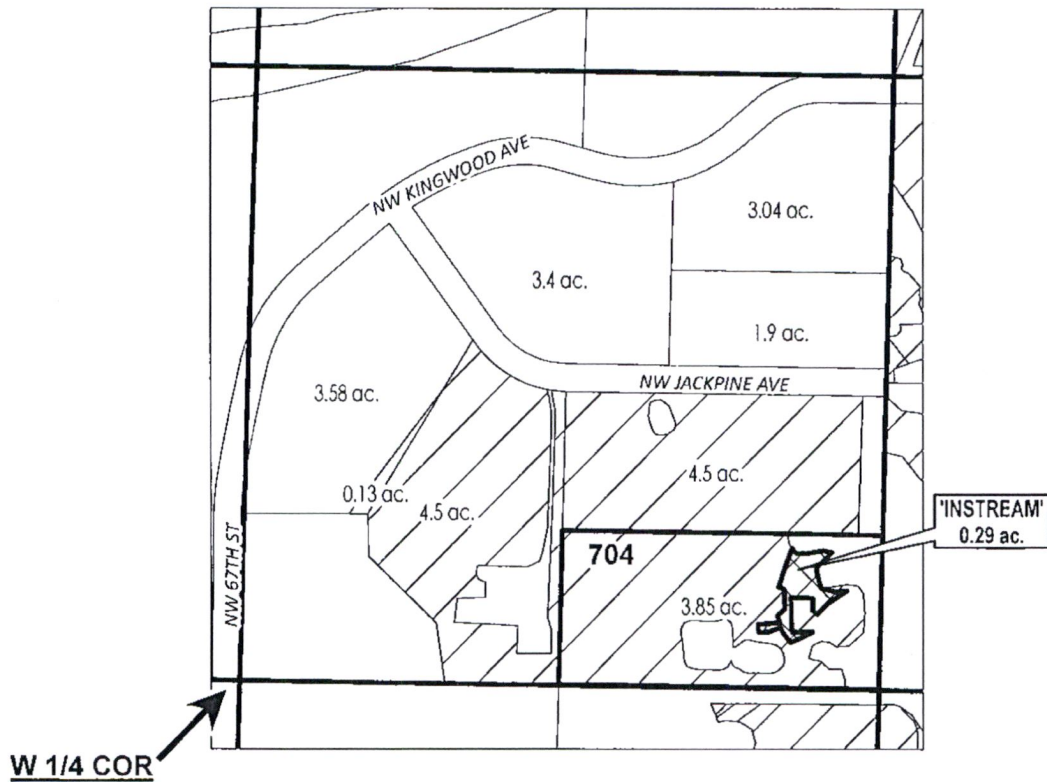 NW KINGWOOD AVE
3.04 ac.
3.4 ac.
1.9 ac.
NW JACKPINE AVE
3.58 ac.
4.5 ac.
0.13 ac.
4.5 ac.
'INSTREAM'
0.29 ac.
NW 67TH ST
704
3.85 ac.
W 1/4 COR